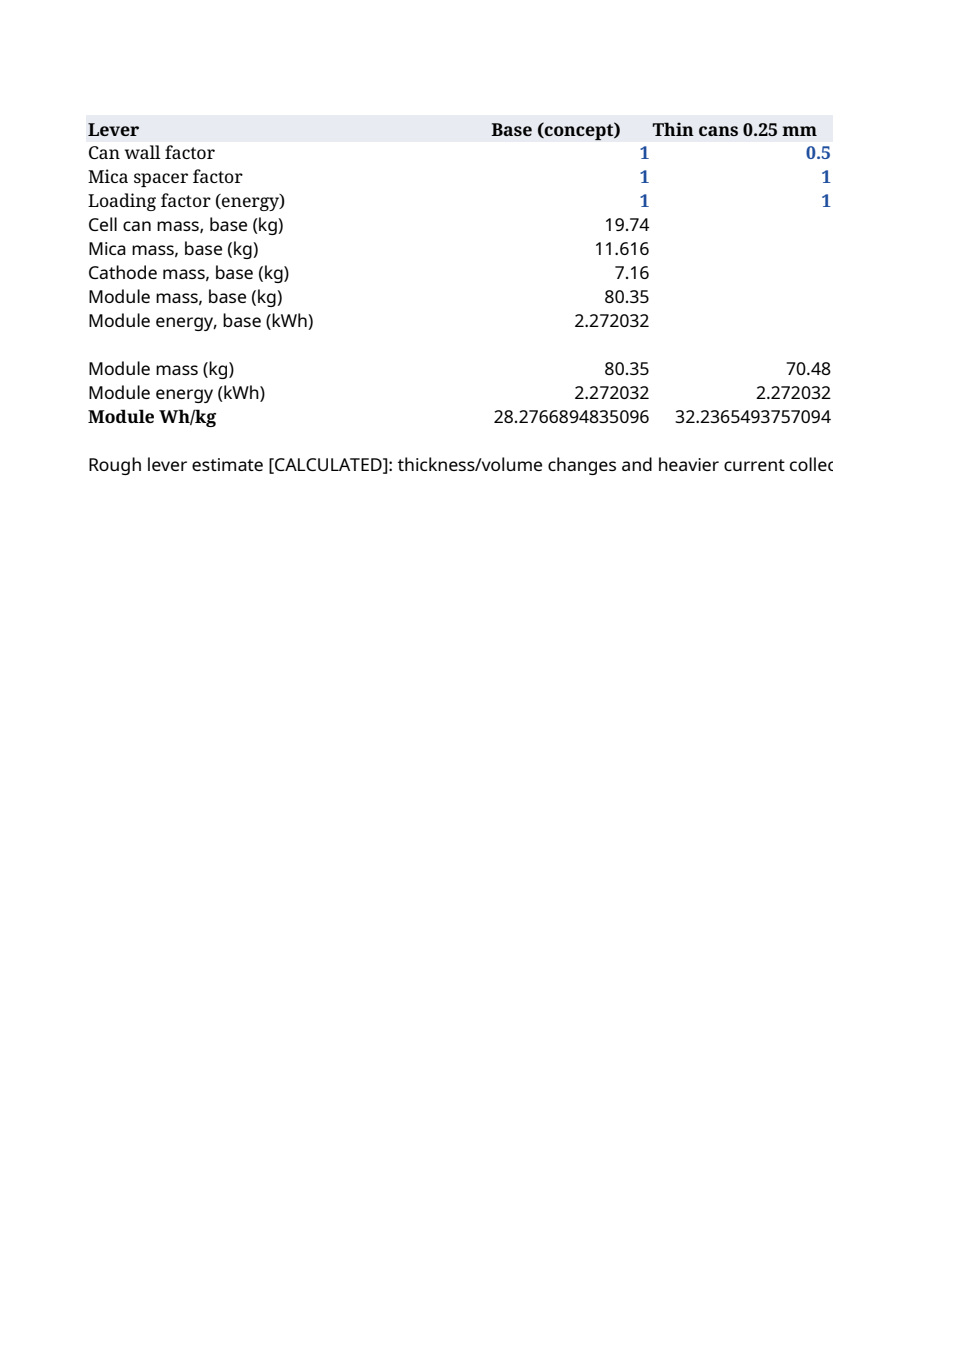 Lever Base (concept) Thin cans 0.25 mm
Can wall factor 1 0.5
Mica spacer factor 1 1
Loading factor (energy) 1 1
Cell can mass, base (kg) 19.74
Mica mass, base (kg) 11.616
Cathode mass, base (kg) 7.16
Module mass, base (kg) 80.35
Module energy, base (kWh) 2.272032
Module mass (kg) 80.35 70.48
Module energy (kWh) 2.272032 2.272032
Module Wh/kg 28.2766894835096 32.2365493757094
Rough lever estimate [CALCULATED]: thickness/volume changes and heavier current